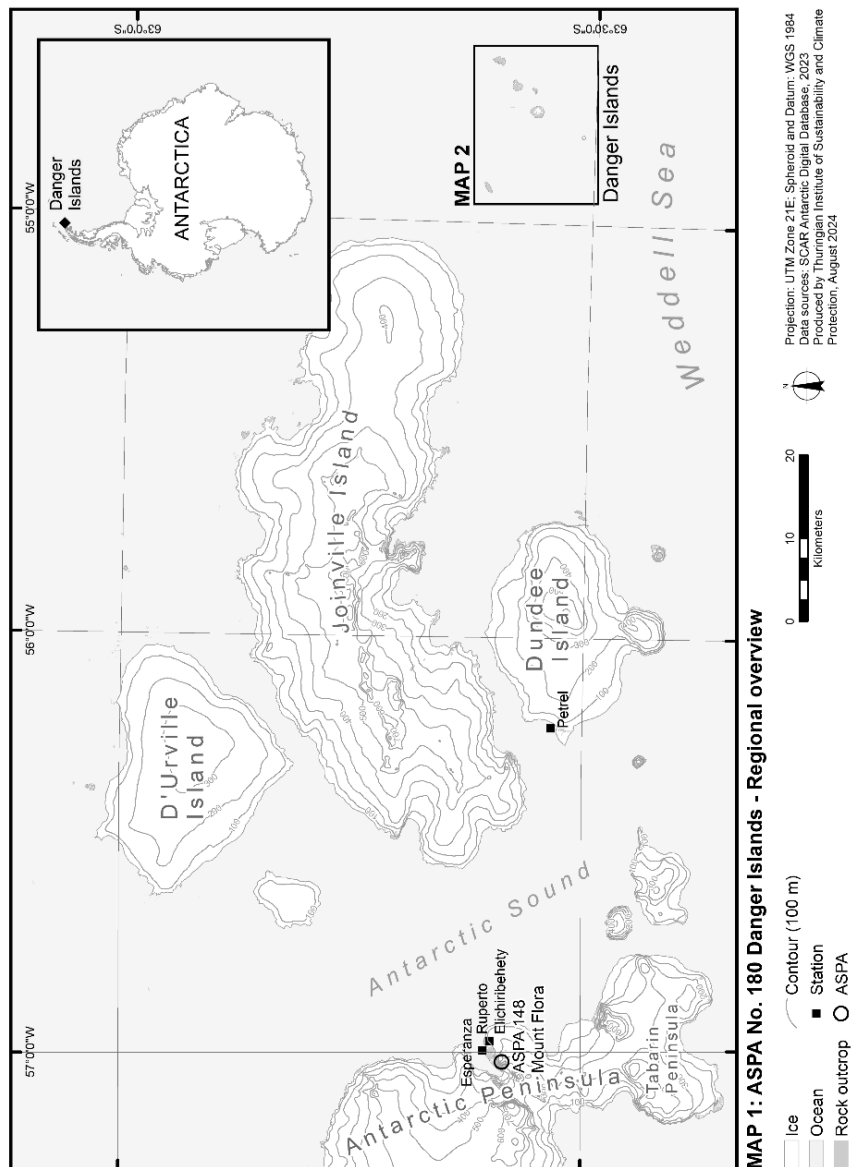 57°0'0"W
56°0'0"W
55°0'0"W
63°0'0"S
63°30'0"S
Danger
Islands
ANTARCTICA
D'Urville
Island
Joinville Island
400
MAP 2
Danger Islands
Weddell Sea
Dundee
Island
Petrel
Antarctic Sound
Esperanza
Ruperto
Elichiribehety
ASPA 148
Mount Flora
Antarctic Peninsula
Tabarin
Peninsula
300
200
100
MAP 1: ASPA No. 180 Danger Islands - Regional overview
Ice
Ocean
Rock outcrop
Contour (100 m)
Station
ASPA
0 10 20
Kilometers
N
Projection: UTM Zone 21E; Spheroid and Datum: WGS 1984
Data sources: SCAR Antarctic Digital Database, 2023
Produced by Thuringian Institute of Sustainability and Climate
Protection, August 2024